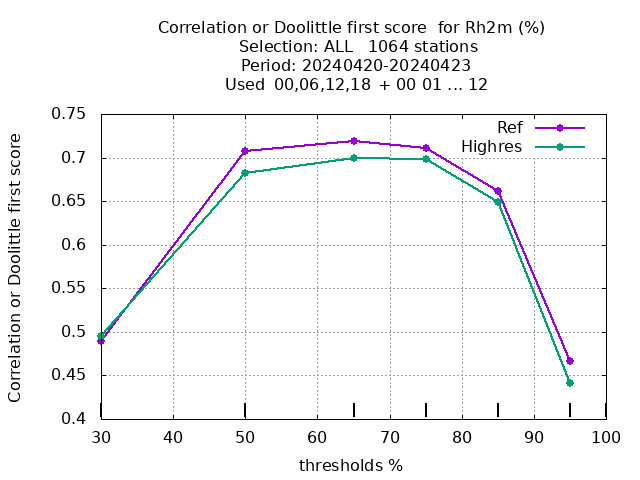 Correlation or Doolittle first score  for Rh2m (%)
Selection: ALL   1064 stations
Period: 20240420-20240423
Used  00,06,12,18  + 00 01 ... 12
Correlation or Doolittle first score
0.75
0.7
0.65
0.6
0.55
0.5
0.45
0.4
Ref
Highres
30 40 50 60 70 80 90 100
thresholds %